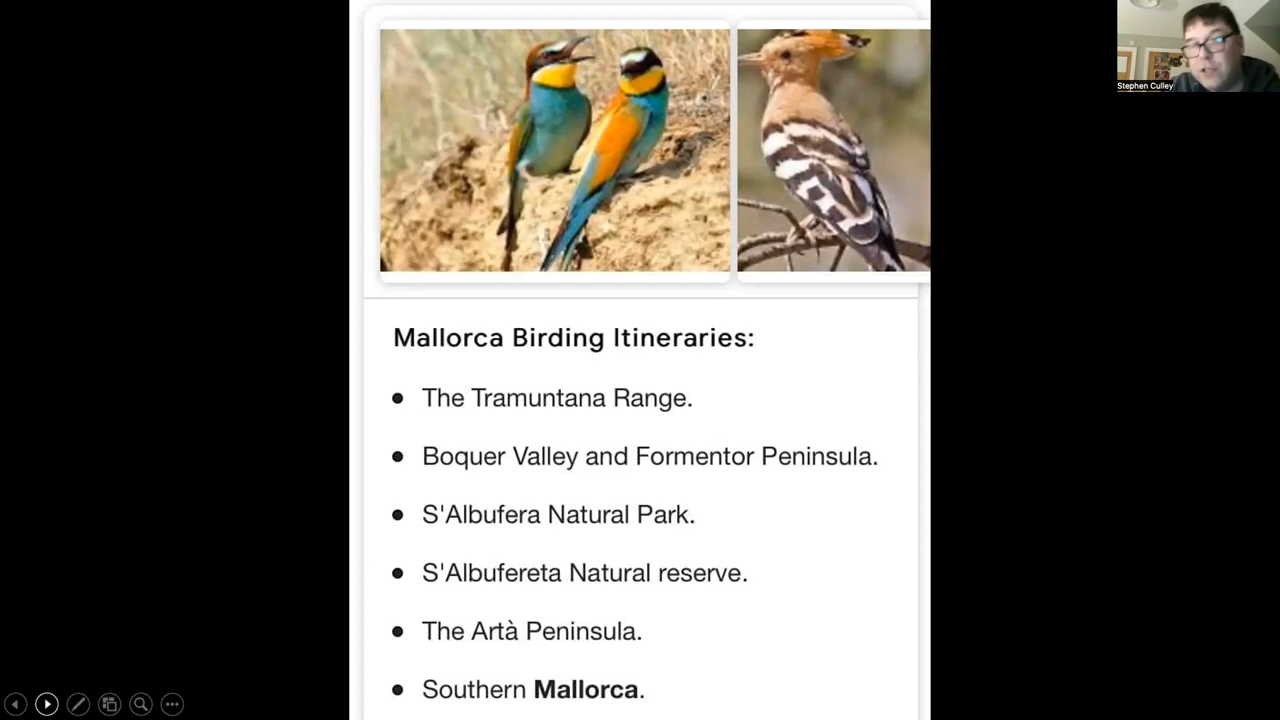 Stephen Culley
Mallorca Birding Itineraries:
The Tramuntana Range.
Boquer Valley and Formentor Peninsula.
S'Albufera Natural Park.
S'Albufereta Natural reserve.
The Artà Peninsula.
Southern Mallorca.